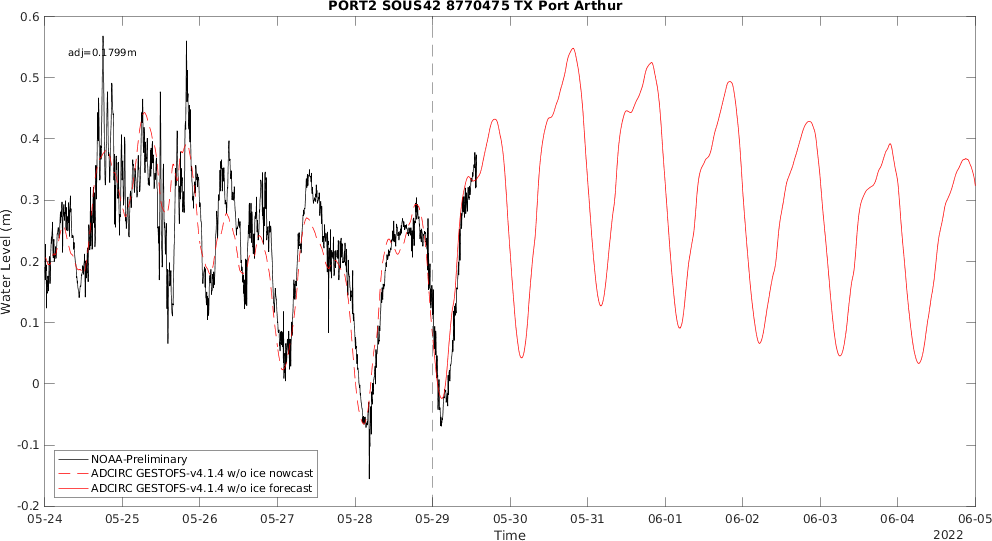 PORT2 SOUS42 8770475 TX Port Arthur
0.6
0.5
0.4
0.3
0.2
0.1
0
-0.1
-0.2
Water Level (m)
adj=0.1799m
NOAA-Preliminary
ADCIRC GESTOFS-v4.1.4 w/o ice nowcast
ADCIRC GESTOFS-v4.1.4 w/o ice forecast
05-24 05-25 05-26 05-27 05-28 05-29 05-30 05-31 06-01 06-02 06-03 06-04 06-05
Time
2022